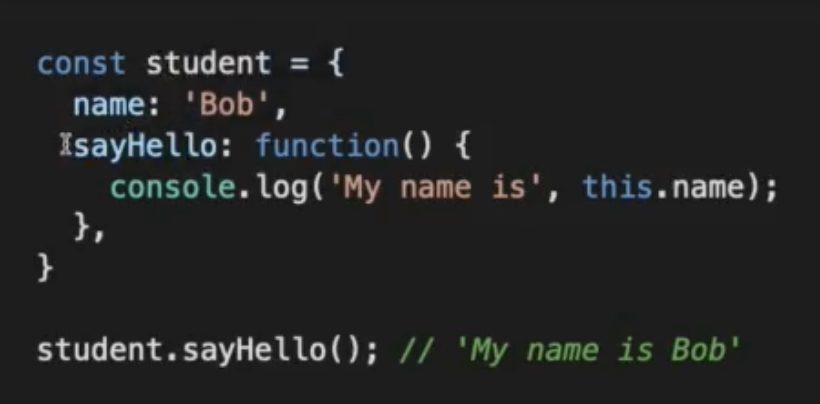 const student = {
  name: 'Bob',
  sayHello: function() {
    console.log('My name is', this.name);
  },
}
student.sayHello(); // 'My name is Bob'